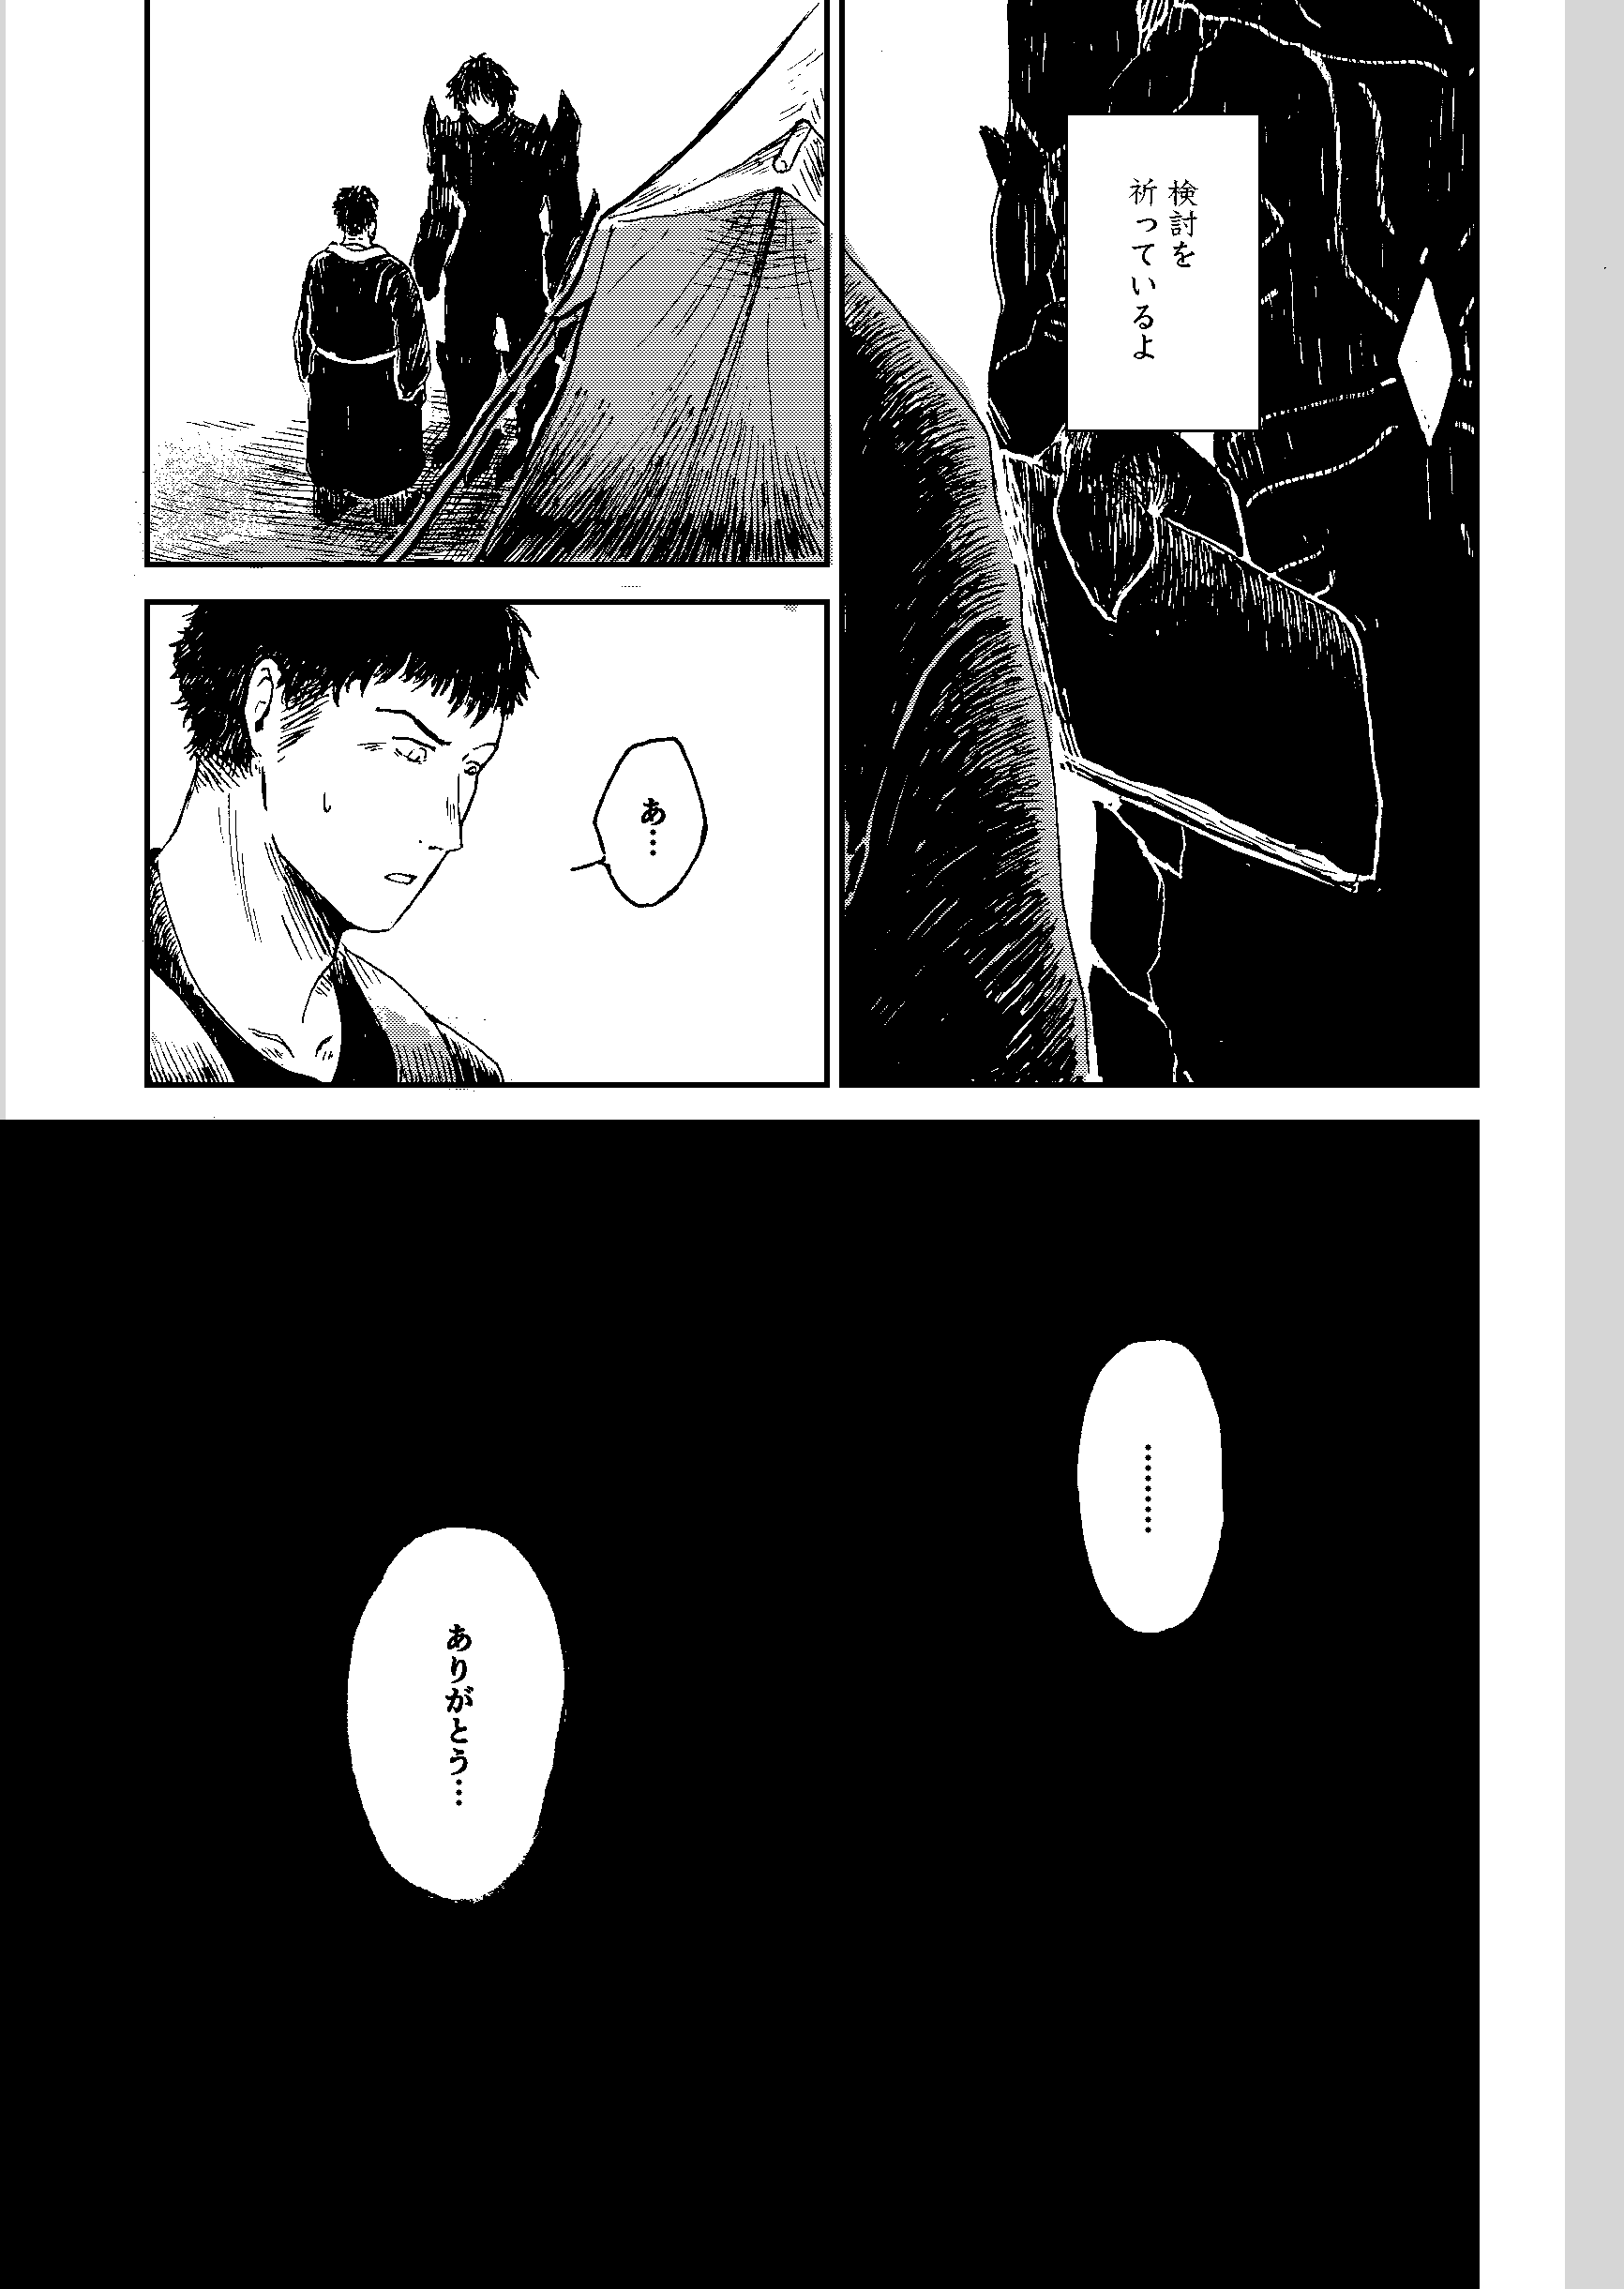 検討を
祈っているよ
あ…
………
ありがとう…